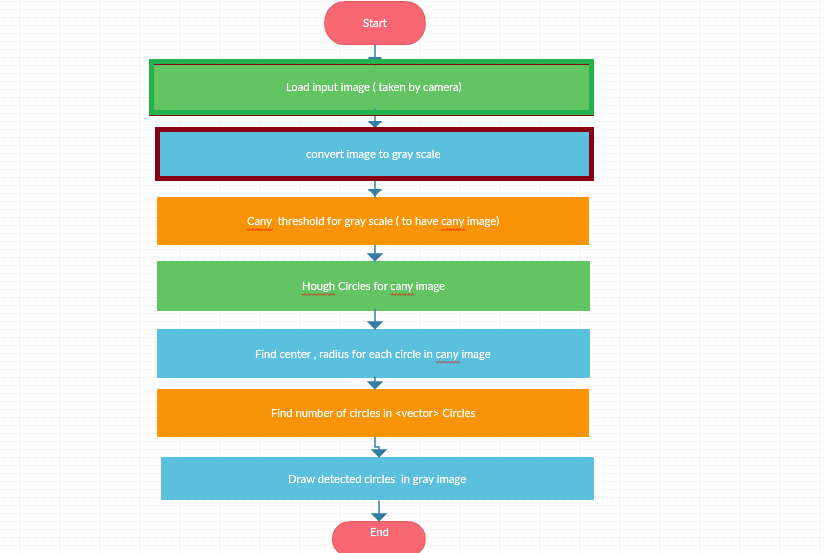 Start
Load input image ( taken by camera)
convert image to gray scale
Cany threshold for gray scale ( to have cany image)
Hough Circles for cany image
Find center , radius for each circle in cany image
Find number of circles in <vector> Circles
Draw detected circles in gray image
End